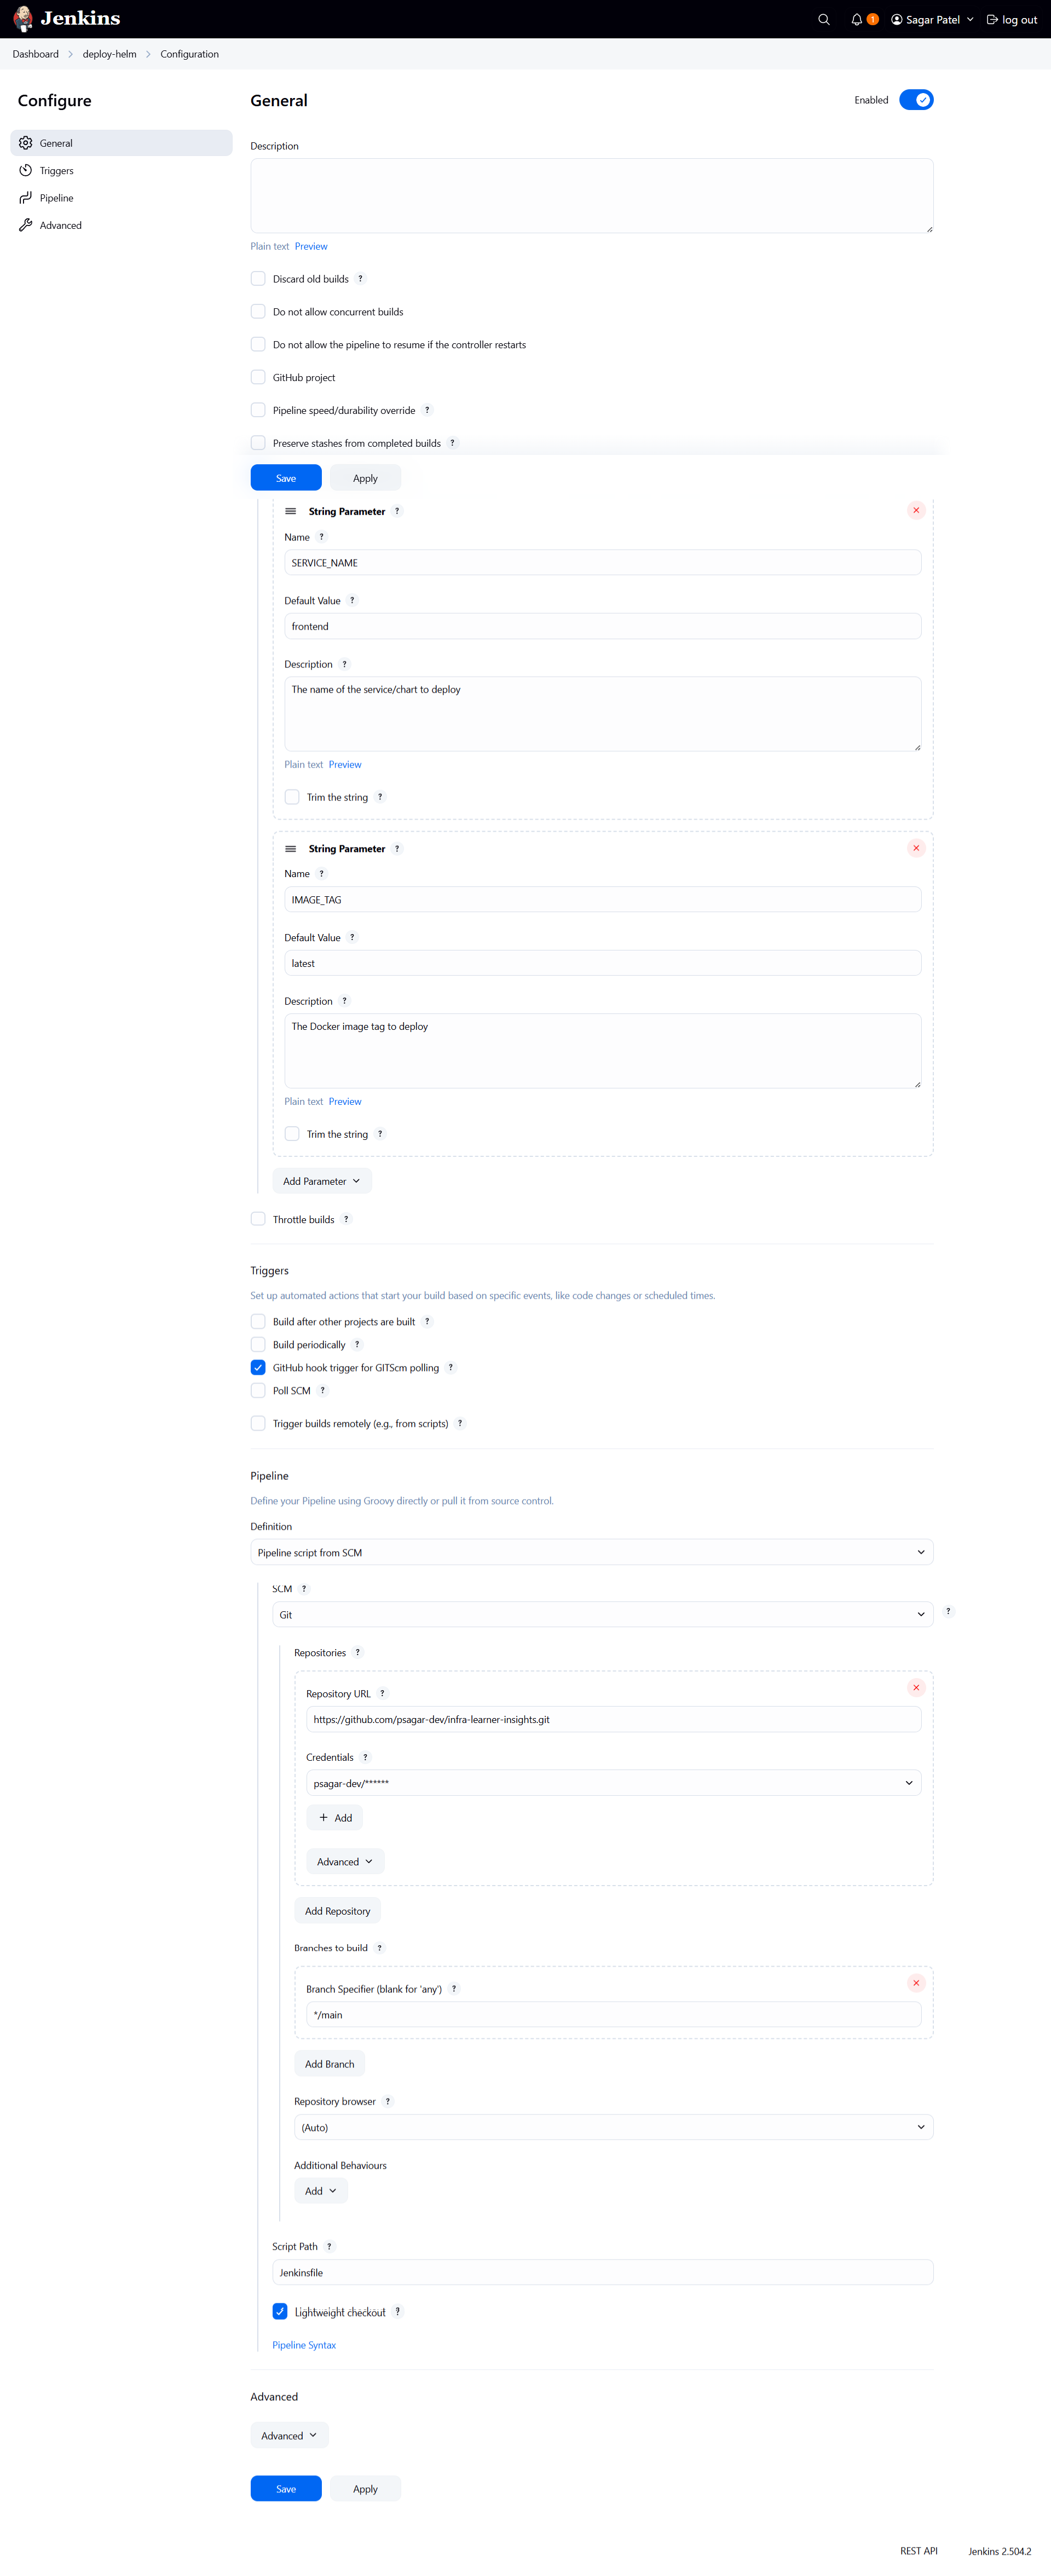 Jenkins
1
Sagar Patel
log out
Dashboard > deploy-helm > Configuration
Configure
General
Triggers
Pipeline
Advanced
General
Enabled
Description
Plain text Preview
Discard old builds ?
Do not allow concurrent builds
Do not allow the pipeline to resume if the controller restarts
GitHub project
Pipeline speed/durability override ?
Preserve stashes from completed builds ?
Save Apply
String Parameter ?
Name ?
SERVICE_NAME
Default Value ?
frontend
Description ?
The name of the service/chart to deploy
Plain text Preview
Trim the string ?
String Parameter ?
Name ?
IMAGE_TAG
Default Value ?
latest
Description ?
The Docker image tag to deploy
Plain text Preview
Trim the string ?
Add Parameter
Throttle builds ?
Triggers
Set up automated actions that start your build based on specific events, like code changes or scheduled times.
Build after other projects are built ?
Build periodically ?
GitHub hook trigger for GITScm polling ?
Poll SCM ?
Trigger builds remotely (e.g., from scripts) ?
Pipeline
Define your Pipeline using Groovy directly or pull it from source control.
Definition
Pipeline script from SCM
SCM ?
Git
?
Repositories ?
Repository URL ?
https://github.com/psagar-dev/infra-learner-insights.git
Credentials ?
psagar-dev/******
+ Add
Advanced
Add Repository
Branches to build ?
Branch Specifier (blank for 'any') ?
*/main
Add Branch
Repository browser ?
(Auto)
Additional Behaviours
Add
Script Path ?
Jenkinsfile
Lightweight checkout ?
Pipeline Syntax
Advanced
Advanced
Save Apply
REST API Jenkins 2.504.2